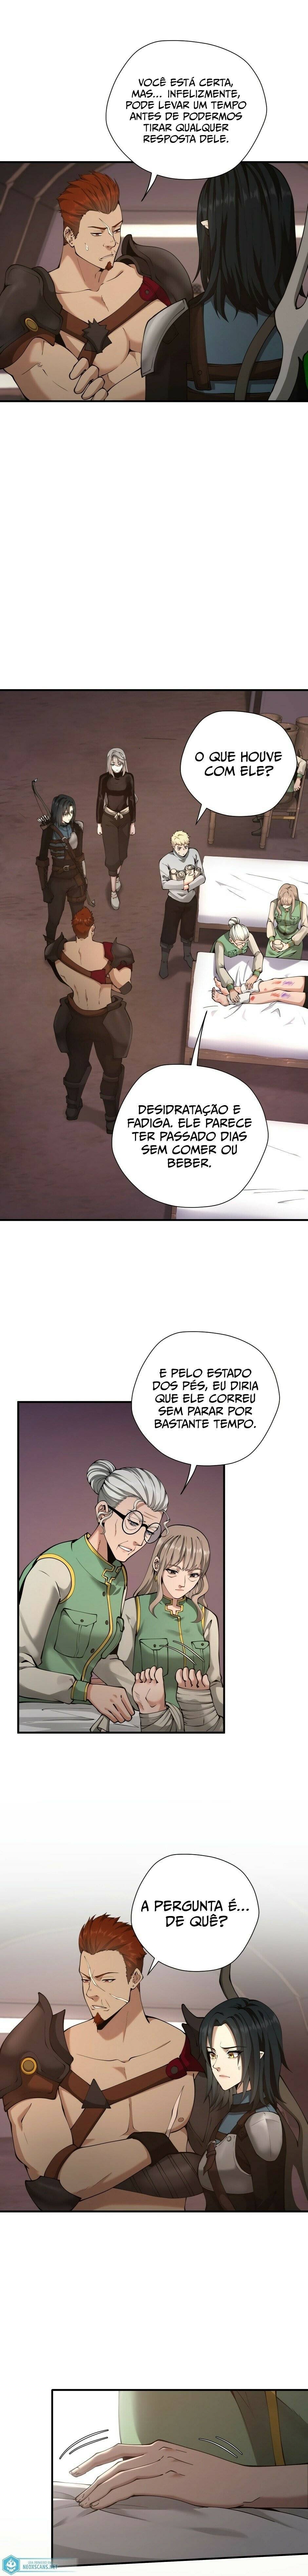 VOCÊ ESTÁ CERTA,
MAS... INFELIZMENTE,
PODE LEVAR UM TEMPO
ANTES DE PODERMOS
TIRAR QUALQUER
RESPOSTA DELE.
O QUE HOUVE
COM ELE?
DESIDRATAÇÃO E
FADIGA. ELE PARECE
TER PASSADO DIAS
SEM COMER OU
BEBER.
E PELO ESTADO
DOS PÉS, EU DIRIA
QUE ELE CORREU
SEM PARAR POR
BASTANTE TEMPO.
A PERGUNTA É...
DE QUÊ?
NEOXSCANS.NET